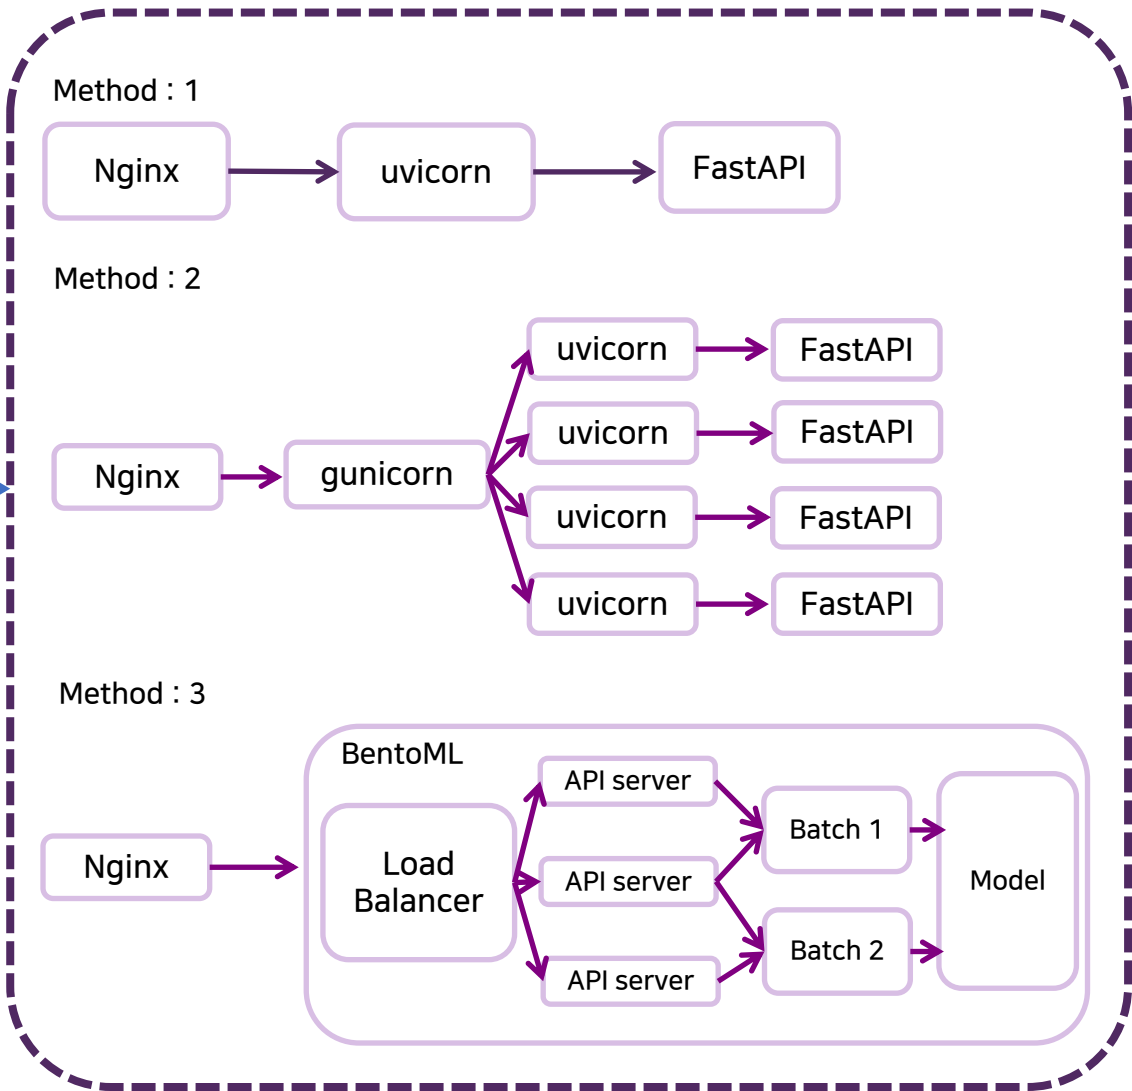 Method : 1
Nginx
uvicorn
FastAPI
Method : 2
uvicorn
FastAPI
uvicorn
FastAPI
Nginx
gunicorn
uvicorn
FastAPI
uvicorn
FastAPI
Method : 3
BentoML
API server
Load
Balancer
Nginx
API server
API server
Batch 1
Batch 2
Model